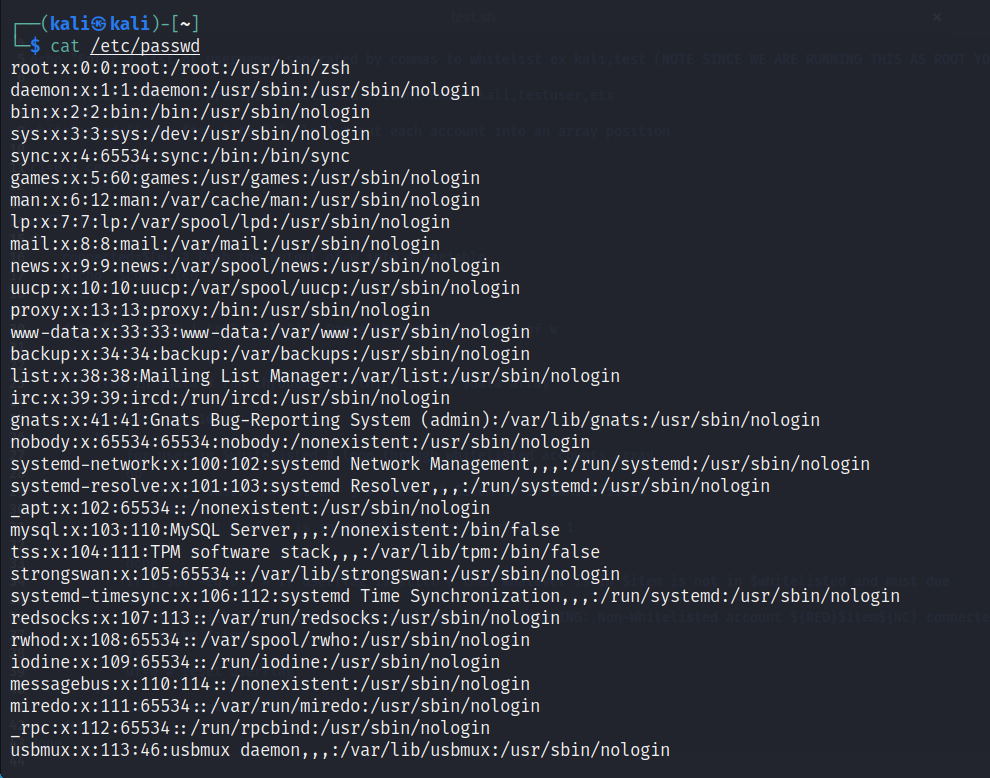 ┌──(kali㉿kali)-[~]
└─$ cat /etc/passwd
root:x:0:0:root:/root:/usr/bin/zsh
daemon:x:1:1:daemon:/usr/sbin:/usr/sbin/nologin
bin:x:2:2:bin:/bin:/usr/sbin/nologin
sys:x:3:3:sys:/dev:/usr/sbin/nologin
sync:x:4:65534:sync:/bin:/bin/sync
games:x:5:60:games:/usr/games:/usr/sbin/nologin
man:x:6:12:man:/var/cache/man:/usr/sbin/nologin
lp:x:7:7:lp:/var/spool/lpd:/usr/sbin/nologin
mail:x:8:8:mail:/var/mail:/usr/sbin/nologin
news:x:9:9:news:/var/spool/news:/usr/sbin/nologin
uucp:x:10:10:uucp:/var/spool/uucp:/usr/sbin/nologin
proxy:x:13:13:proxy:/bin:/usr/sbin/nologin
www-data:x:33:33:www-data:/var/www:/usr/sbin/nologin
backup:x:34:34:backup:/var/backups:/usr/sbin/nologin
list:x:38:38:Mailing List Manager:/var/list:/usr/sbin/nologin
irc:x:39:39:ircd:/run/ircd:/usr/sbin/nologin
gnats:x:41:41:Gnats Bug-Reporting System (admin):/var/lib/gnats:/usr/sbin/nologin
nobody:x:65534:65534:nobody:/nonexistent:/usr/sbin/nologin
systemd-network:x:100:102:systemd Network Management,,,:/run/systemd:/usr/sbin/nologin
systemd-resolve:x:101:103:systemd Resolver,,,:/run/systemd:/usr/sbin/nologin
_apt:x:102:65534::/nonexistent:/usr/sbin/nologin
mysql:x:103:110:MySQL Server,,,:/nonexistent:/bin/false
tss:x:104:111:TPM software stack,,,:/var/lib/tpm:/bin/false
strongswan:x:105:65534::/var/lib/strongswan:/usr/sbin/nologin
systemd-timesync:x:106:112:systemd Time Synchronization,,,:/run/systemd:/usr/sbin/nologin
redsocks:x:107:113::/var/run/redsocks:/usr/sbin/nologin
rwhod:x:108:65534::/var/spool/rwho:/usr/sbin/nologin
iodine:x:109:65534::/run/iodine:/usr/sbin/nologin
messagebus:x:110:114::/nonexistent:/usr/sbin/nologin
miredo:x:111:65534::/var/run/miredo:/usr/sbin/nologin
_rpc:x:112:65534::/run/rpcbind:/usr/sbin/nologin
usbmux:x:113:46:usbmux daemon,,,:/var/lib/usbmux:/usr/sbin/nologin